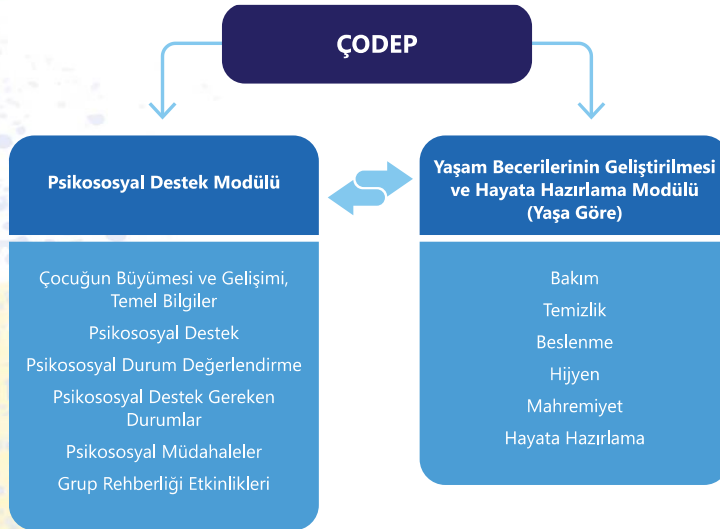 ÇODEP
Psikososyal Destek Modülü
Çocuğun Büyümesi ve Gelişimi,
Temel Bilgiler
Psikososyal Destek
Psikososyal Durum Değerlendirme
Psikososyal Destek Gereken
Durumlar
Psikososyal Müdahaleler
Grup Rehberliği Etkinlikleri
Yaşam Becerilerinin Geliştirilmesi
ve Hayata Hazırlama Modülü
(Yaşa Göre)
Bakım
Temizlik
Beslenme
Hijyen
Mahremiyet
Hayata Hazırlama